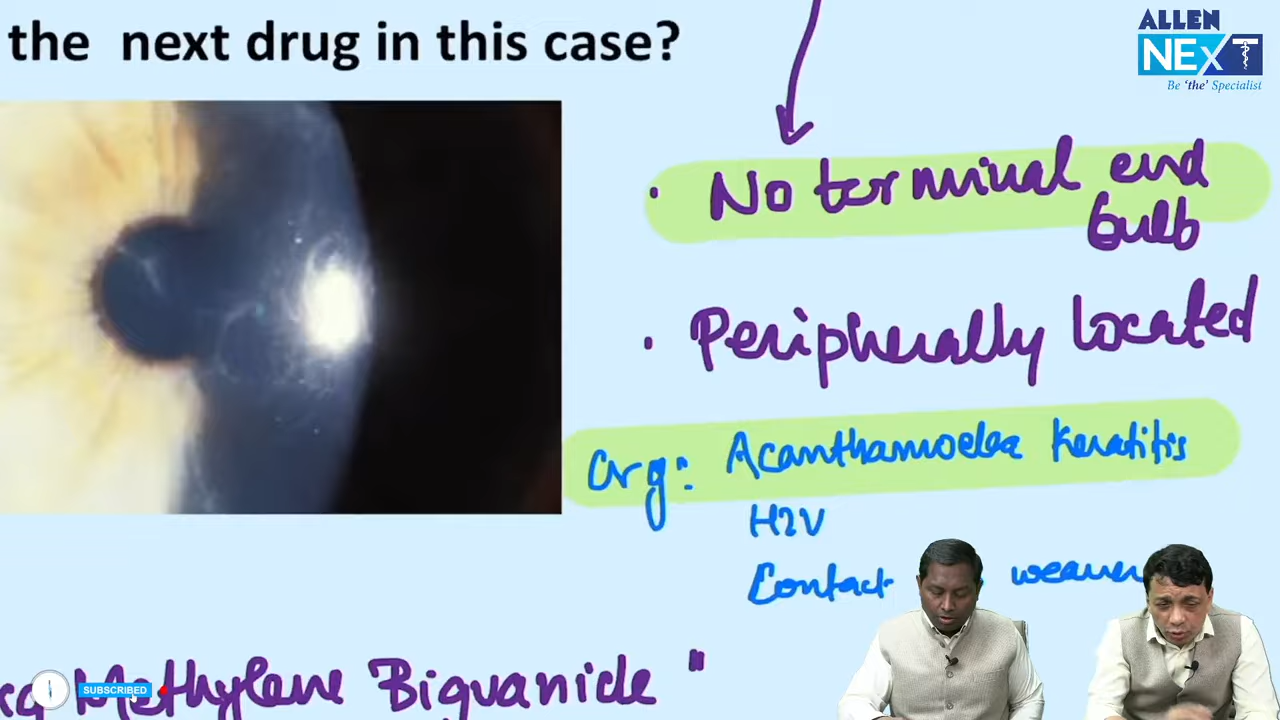 the next drug in this case?
ALLEN
NEXT
Be 'the' Specialist
No terminal end
bulb
Peripherally located
Org: Acanthamoeba Keratitis
HZV
Contact wearer
Methylene Biguanide "
SUBSCRIBED